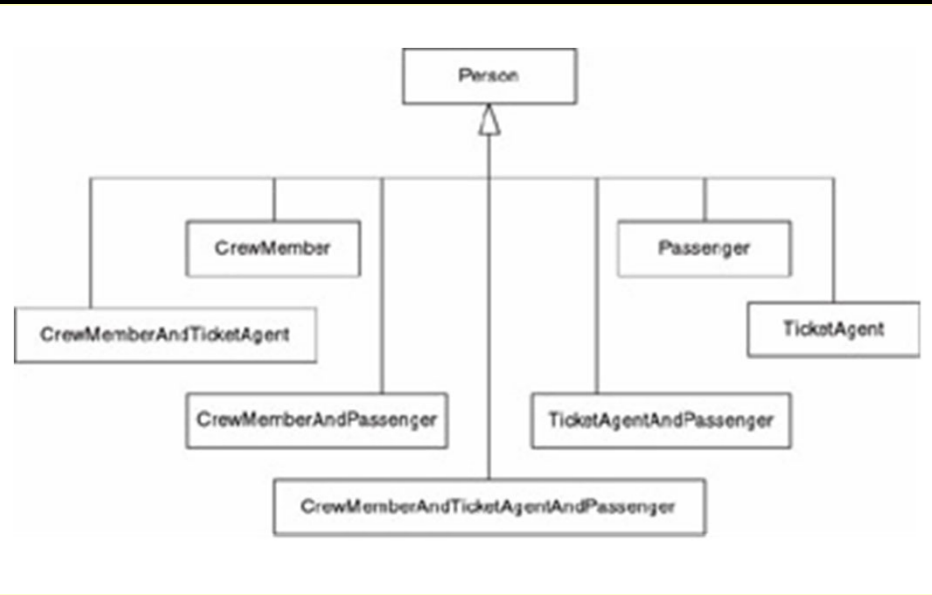 Person
CrewMember
Passenger
CrewMemberAndTicketAgent
TicketAgent
CrewMemberAndPassenger
TicketAgentAndPassenger
CrewMemberAndTicketAgentAndPassenger